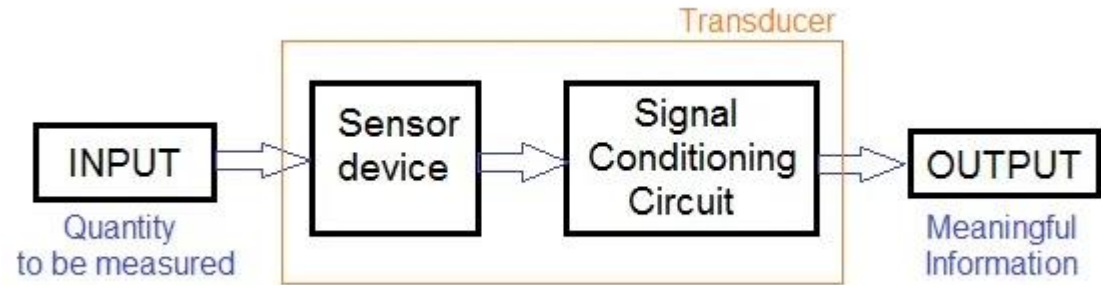 Transducer
INPUT
Quantity
to be measured
Sensor
device
Signal
Conditioning
Circuit
OUTPUT
Meaningful
Information